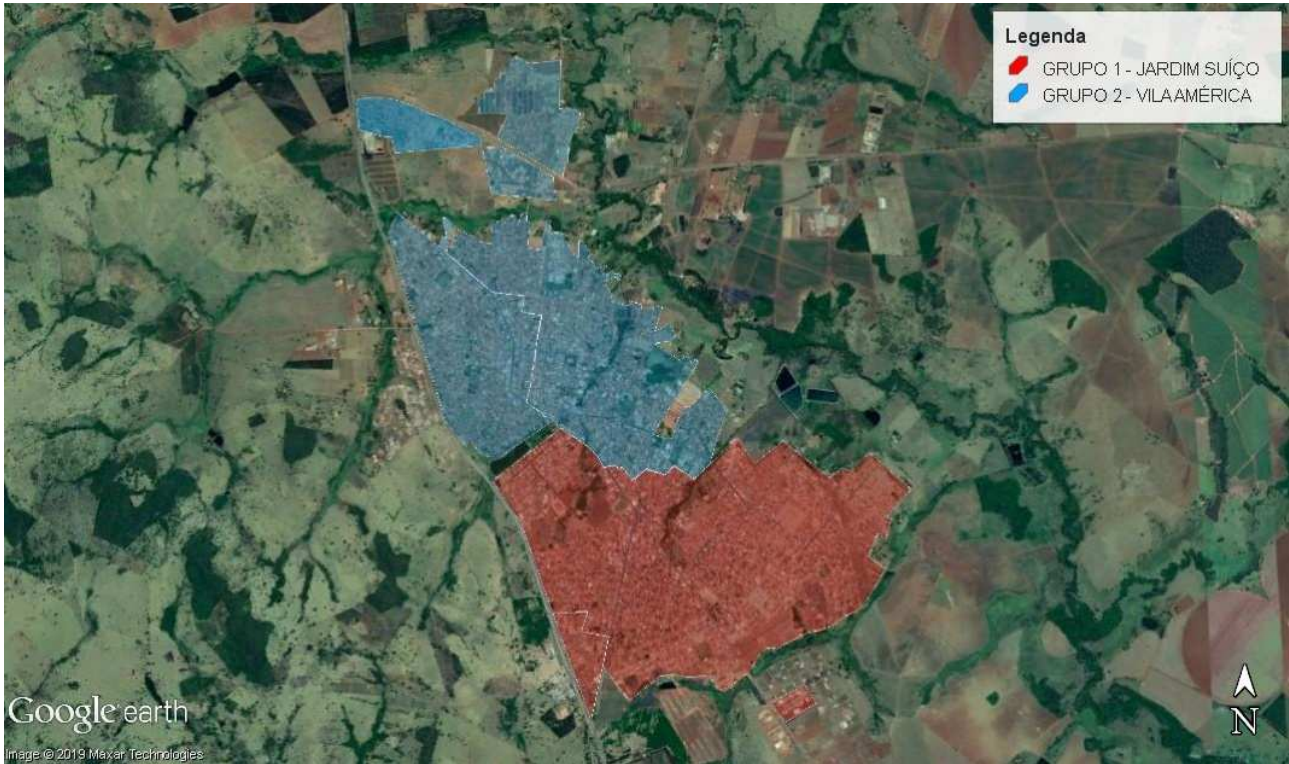 Legenda
GRUPO 1 - JARDIM SUÍÇO
GRUPO 2 - VILA AMÉRICA
Google earth
N
Image © 2019 Maxar Technologies